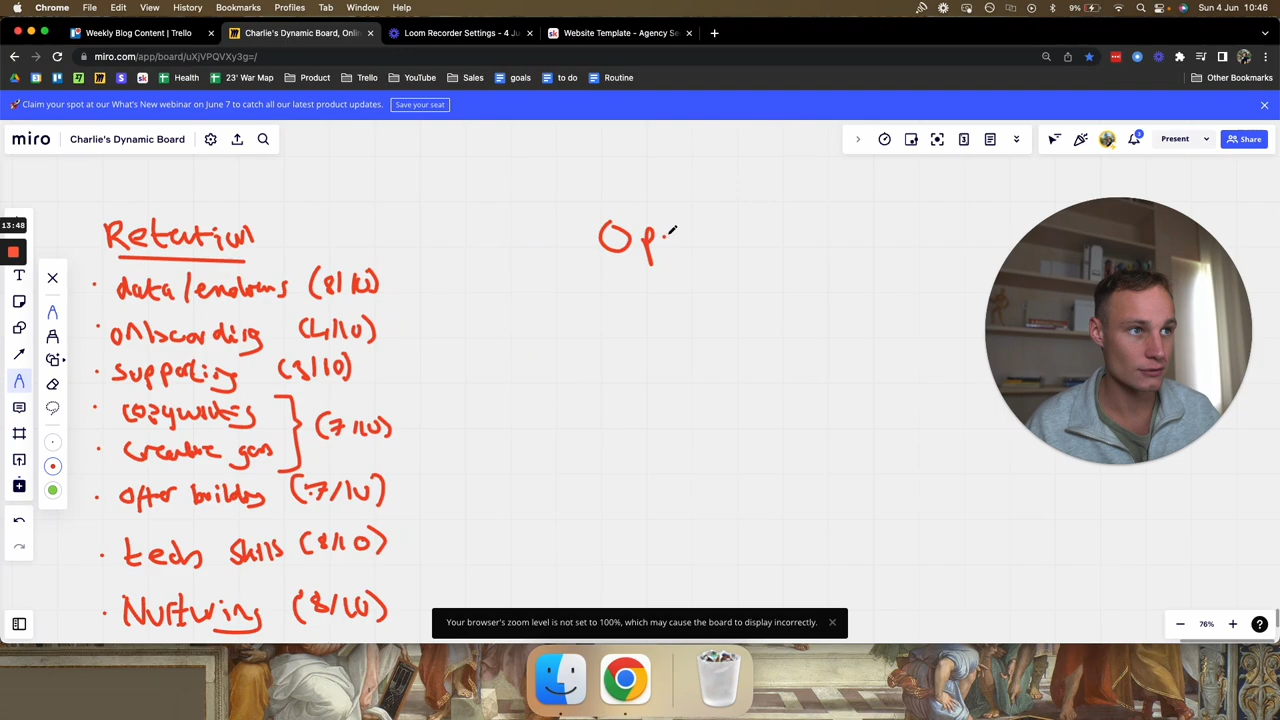 Chrome File Edit View History Bookmarks Profiles Tab Window Help 9% Sun 4 Jun 10:46
Weekly Blog Content | Trello Charlie's Dynamic Board, Onlin Loom Recorder Settings - 4 Ju Website Template - Agency Se
miro.com/app/board/uXjVPQVXy3g=/
Health 23' War Map Product Trello YouTube Sales goals to do Routine Other Bookmarks
🚀 Claim your spot at our What's New webinar on June 7 to catch all our latest product updates. Save your seat
miro Charlie's Dynamic Board Present Share
13:48
Retention
Op
• data/ (8/10)
• onboarding (4/10)
• supporting (3/10)
• copywriting
• creative gas } (7/10)
• offer building (7/10)
• tech skills (8/10)
• Nurturing (8/10)
Your browser's zoom level is not set to 100%, which may cause the board to display incorrectly.
76%